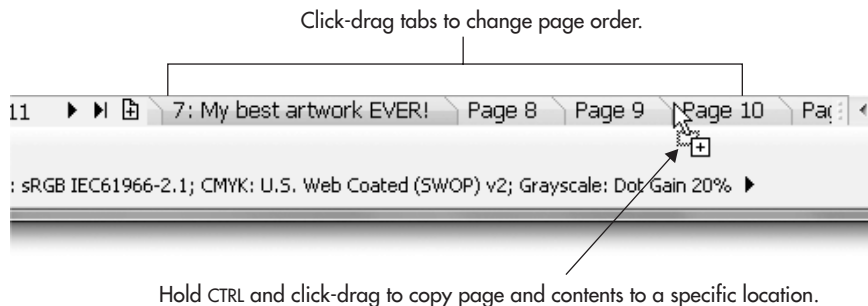 Click-drag tabs to change page order.
11 7: My best artwork EVER! Page 8 Page 9 Page 10
: sRGB IEC61966-2.1; CMYK: U.S. Web Coated (SWOP) v2; Grayscale: Dot Gain 20%
Hold CTRL and click-drag to copy page and contents to a specific location.